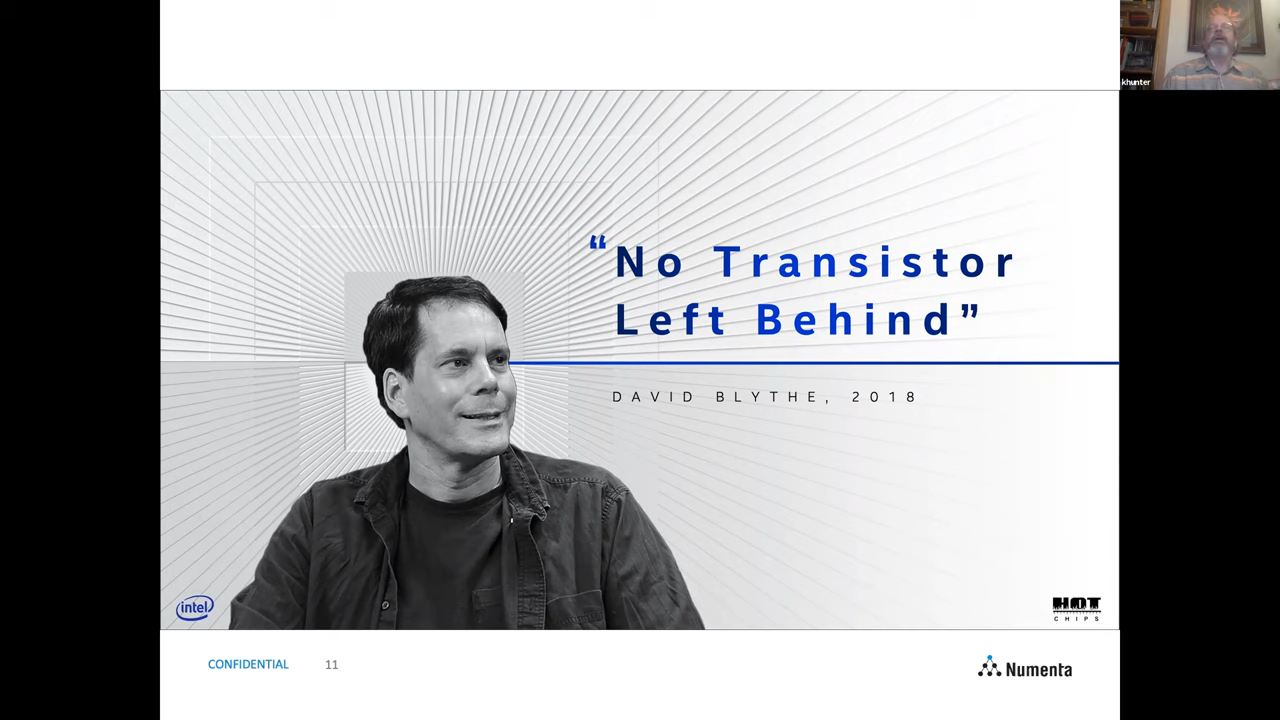 khunter
“No Transistor
Left Behind”
DAVID BLYTHE, 2018
intel
HOT
CHIPS
CONFIDENTIAL 11
Numenta